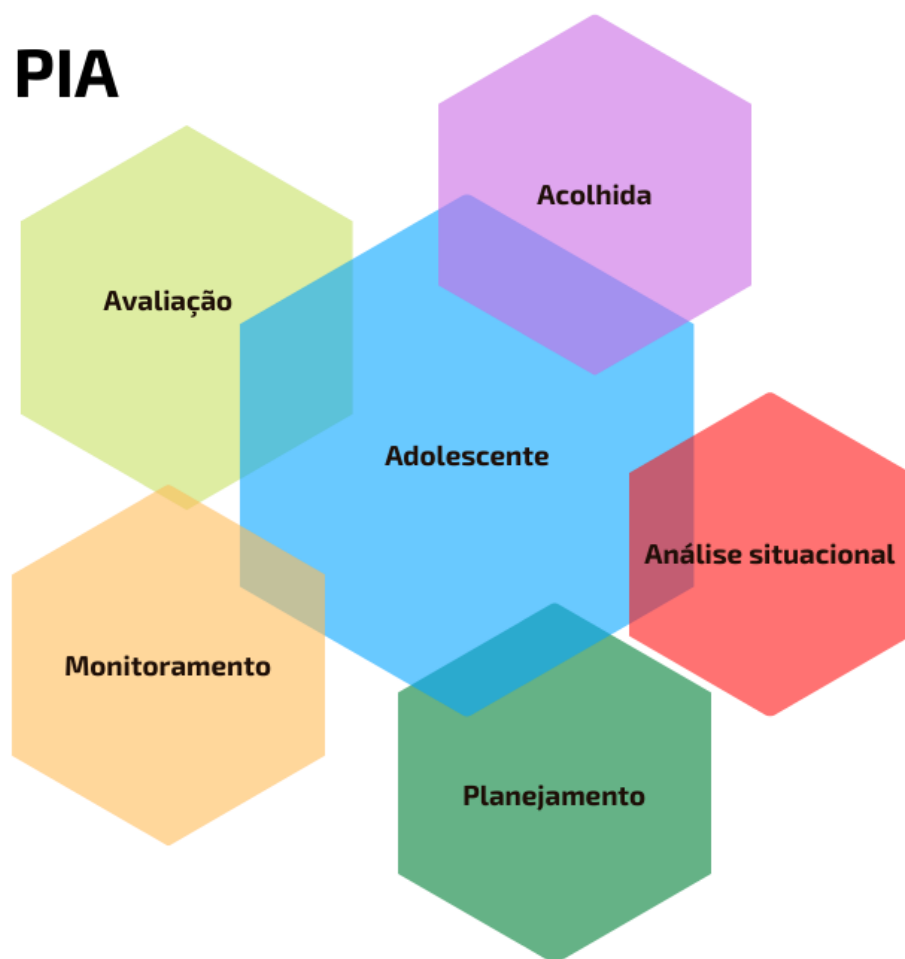 PIA
Acolhida
Avaliação
Adolescente
Análise situacional
Monitoramento
Planejamento